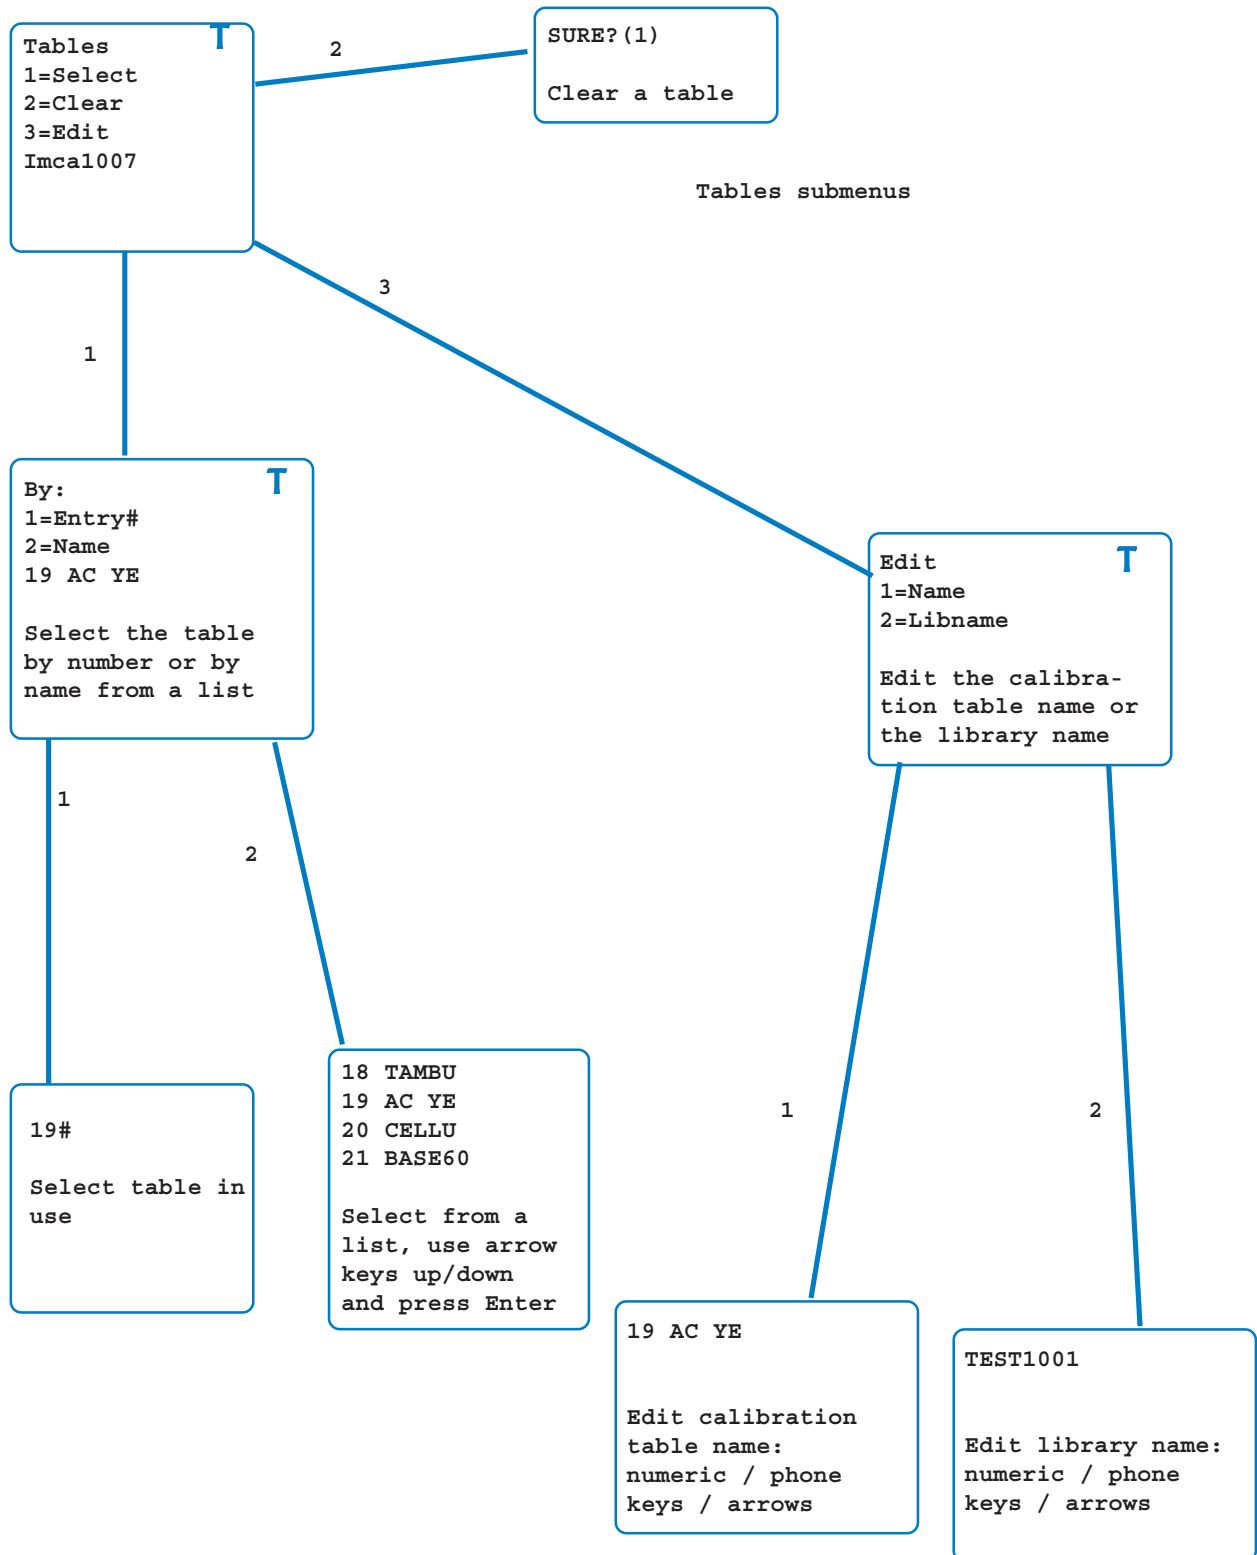 Tables
T
1=Select
2=Clear
3=Edit
Imca1007
2
SURE?(1)
Clear a table
Tables submenus
3
1
By:
T
1=Entry#
2=Name
19 AC YE
Select the table
by number or by
name from a list
Edit
T
1=Name
2=Libname
Edit the calibra-
tion table name or
the library name
1
2
19#
Select table in
use
18 TAMBU
19 AC YE
20 CELLU
21 BASE60
Select from a
list, use arrow
keys up/down
and press Enter
1
2
19 AC YE
Edit calibration
table name:
numeric / phone
keys / arrows
TEST1001
Edit library name:
numeric / phone
keys / arrows